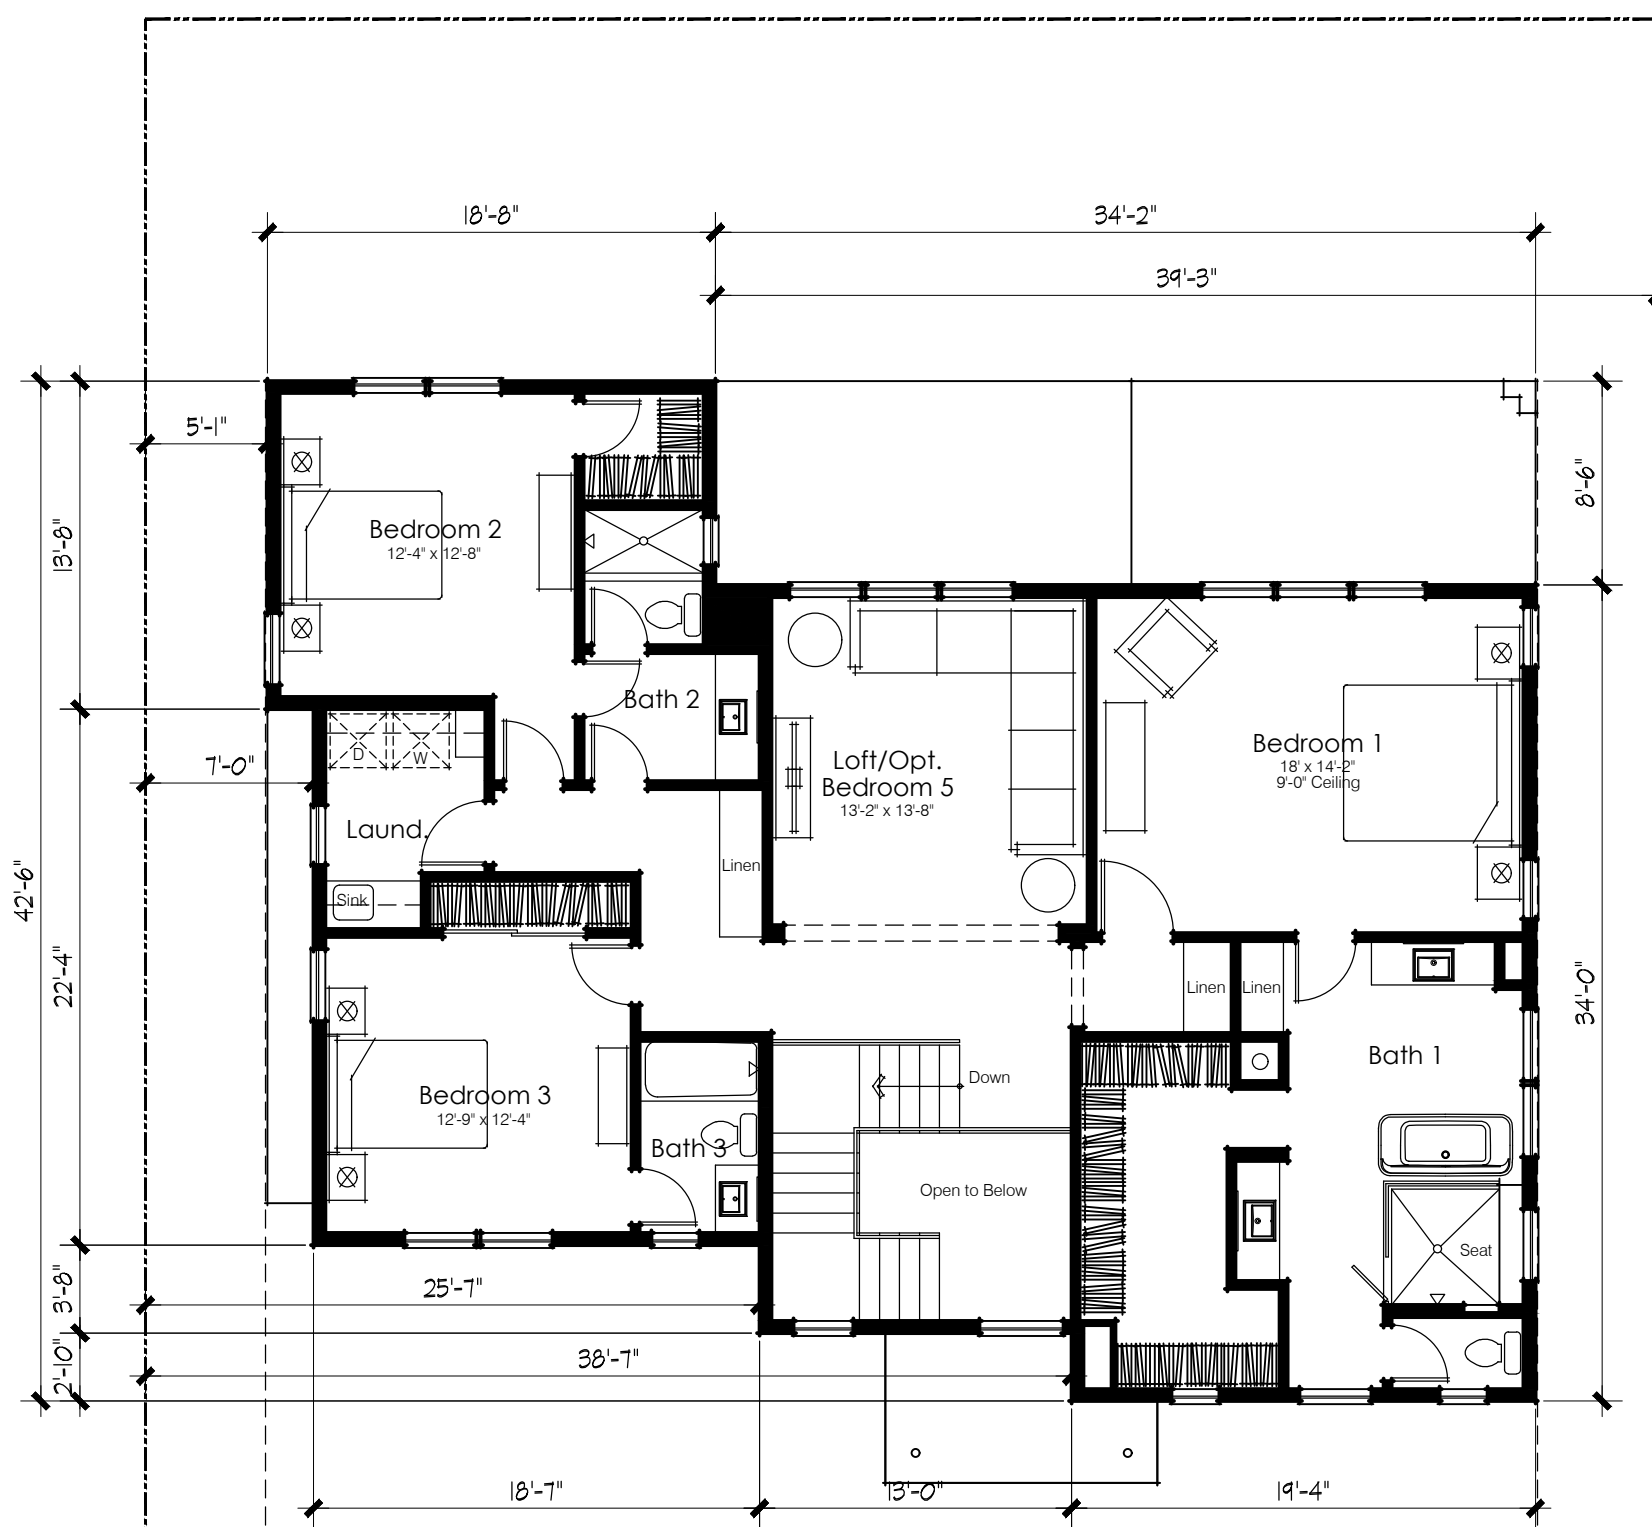 18'-8"
34'-2"
39'-3"
5'-1"
8'-6"
13'-8"
Bedroom 2
12'-4" x 12'-8"
Bath 2
7'-0"
D
W
Laund.
Loft/Opt.
Bedroom 5
13'-2" x 13'-8"
Bedroom 1
18' x 14'-2"
9'-0" Ceiling
Linen
42'-6"
Sink
22'-4"
34'-0"
Linen
Linen
Bath 1
Down
Bedroom 3
12'-9" x 12'-4"
Bath 3
Open to Below
Seat
3'-8"
25'-7"
2'-10"
38'-7"
18'-7"
13'-0"
19'-4"